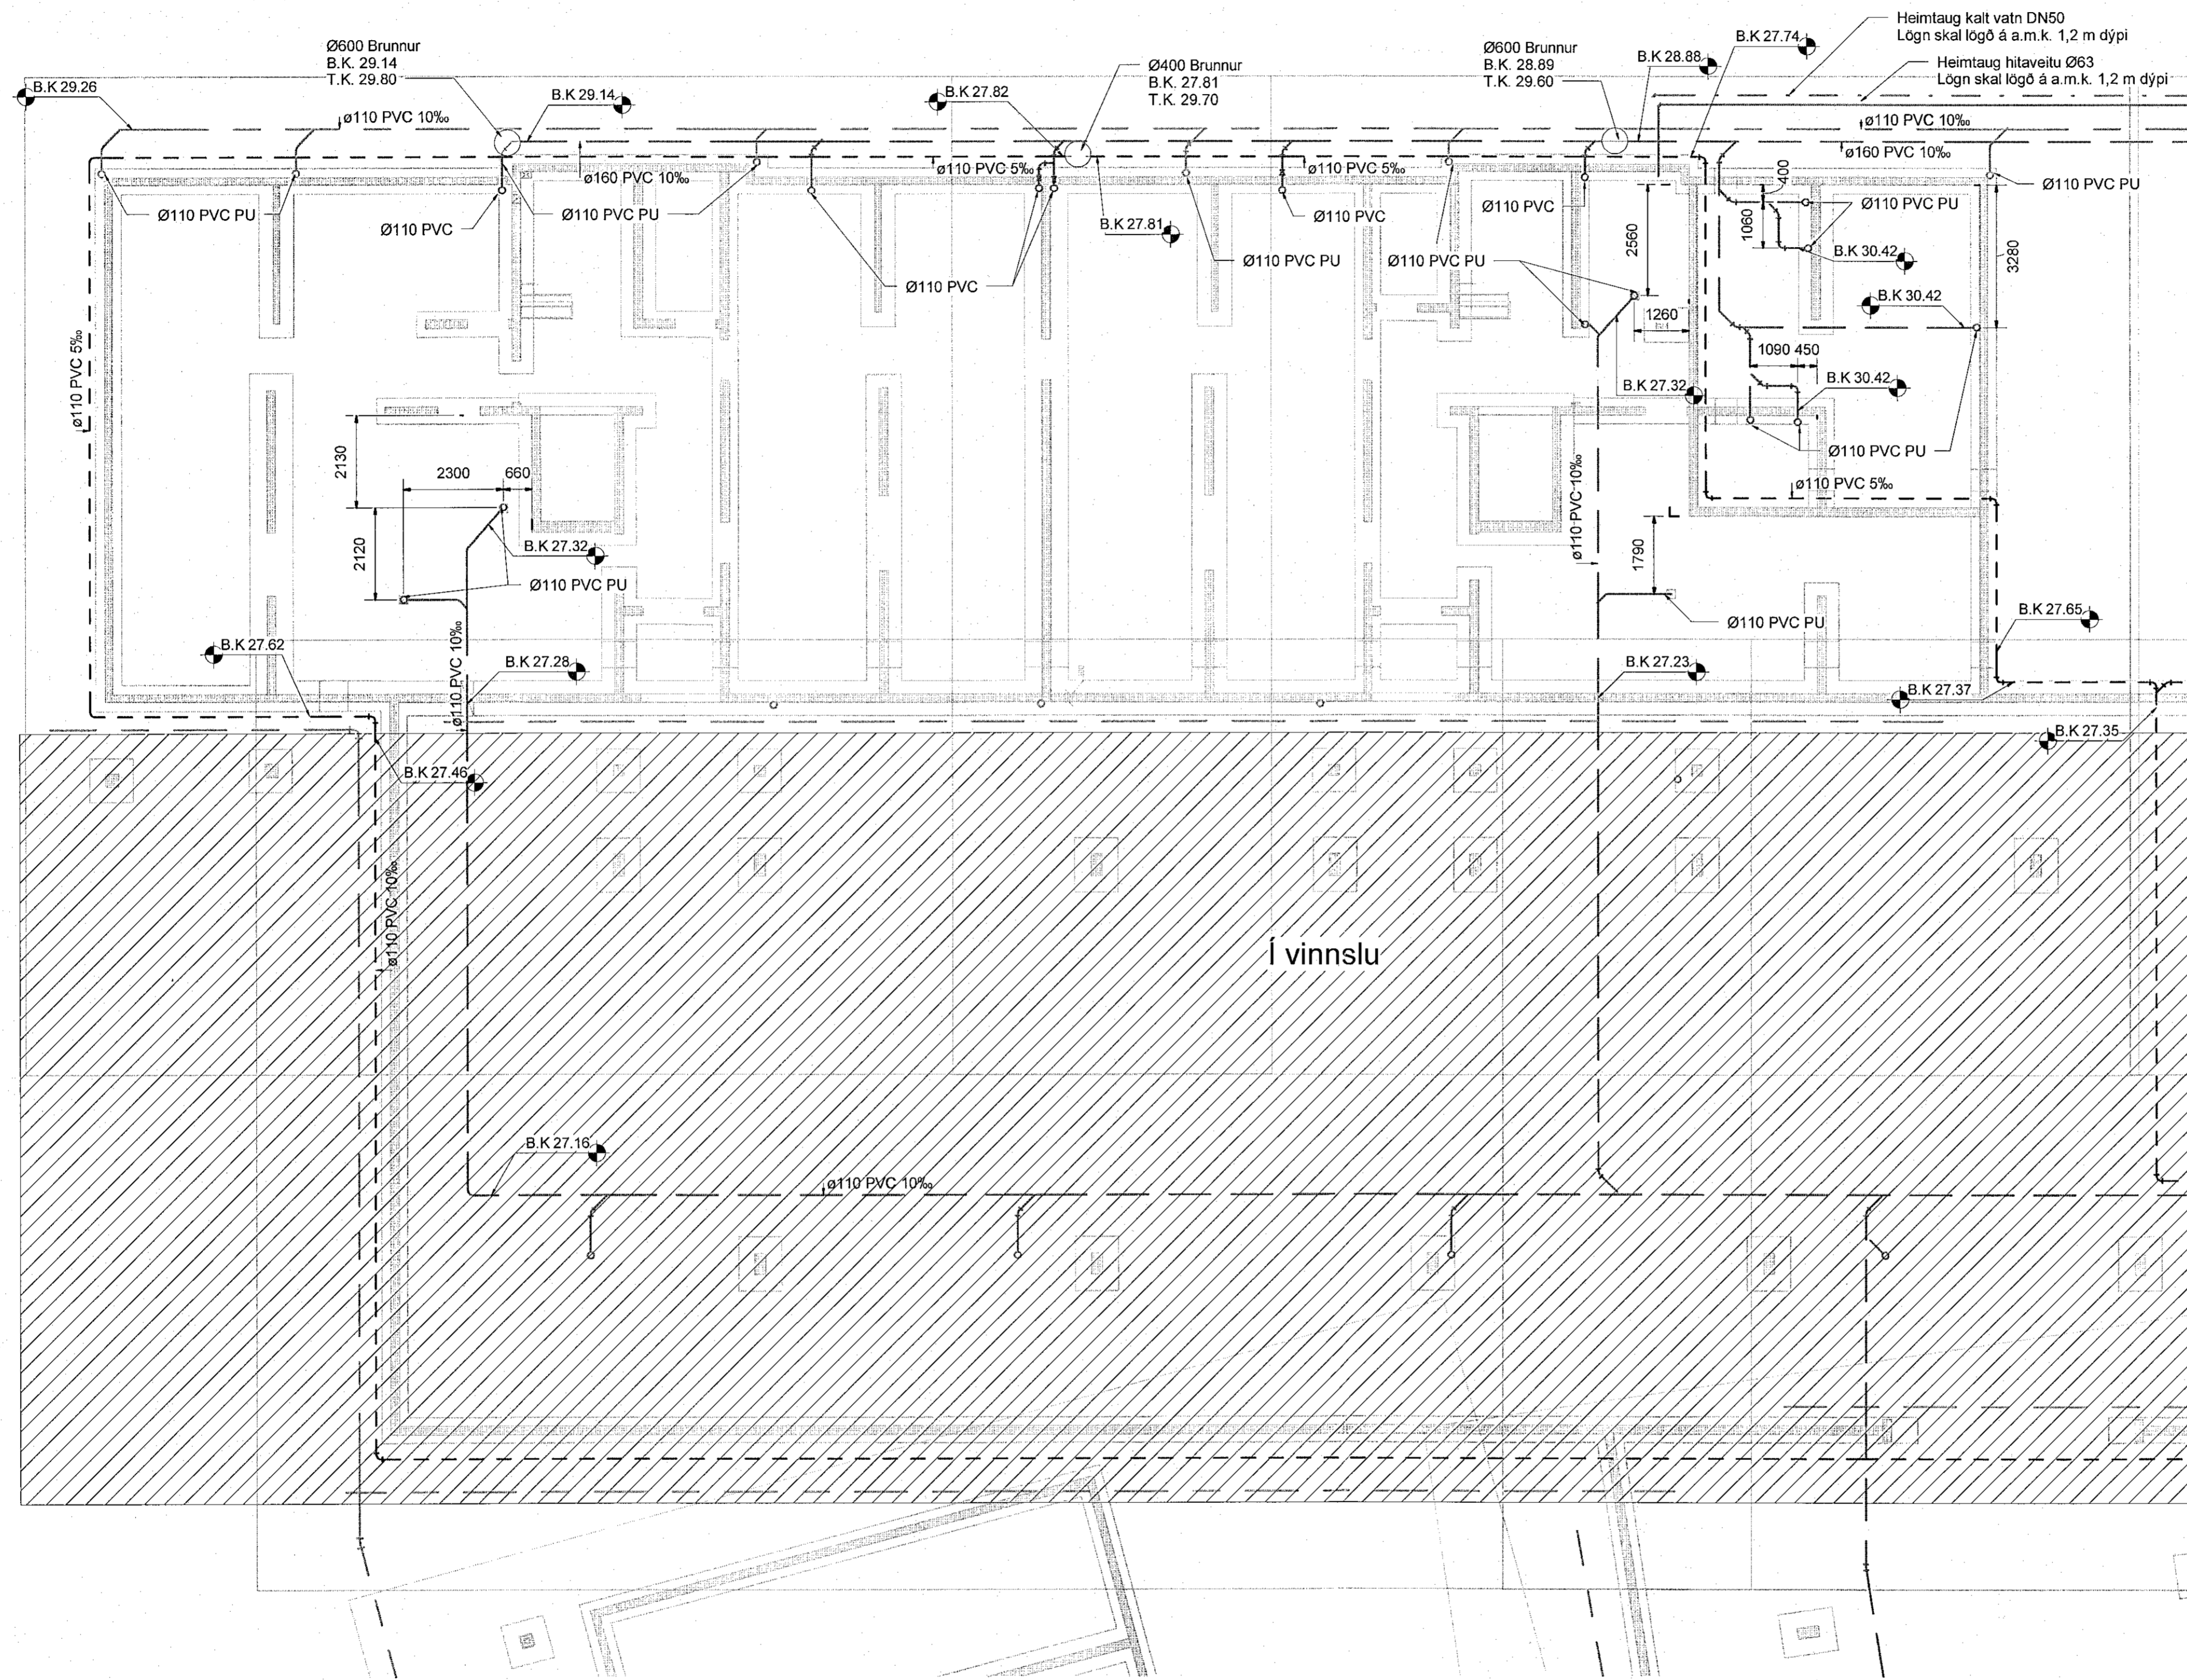 Heimtaug kalt vatn DN50
Lögn skal lögð á a.m.k. 1,2 m dýpi
Heimtaug hitaveitu Ø63
Lögn skal lögð á a.m.k. 1,2 m dýpi
Ø600 Brunnur
B.K. 29.14
T.K. 29.80
Ø400 Brunnur
B.K. 27.81
T.K. 29.70
Ø600 Brunnur
B.K. 28.89
T.K. 29.60
B.K 27.74
B.K 28.88
B.K 29.26
B.K 29.14
B.K 27.82
ø110 PVC 10‰
ø110 PVC 10‰
ø160 PVC 10‰
ø160 PVC 10‰
ø110 PVC 5‰
ø110 PVC 5‰
Ø110 PVC PU
Ø110 PVC
Ø110 PVC PU
B.K 27.81
Ø110 PVC
Ø110 PVC
Ø110 PVC PU
400
Ø110 PVC PU
1060
2560
3280
B.K 30.42
Ø110 PVC PU
Ø110 PVC PU
Ø110 PVC
B.K 30.42
1260
1090 450
B.K 27.32
B.K 30.42
ø110 PVC 5‰
2130
2300
660
Ø110 PVC PU
ø110 PVC 5‰
ø110 PVC 10‰
2120
B.K 27.32
1790
Ø110 PVC PU
B.K 27.65
Ø110 PVC PU
B.K 27.62
ø110 PVC 10‰
B.K 27.28
B.K 27.23
B.K 27.37
B.K 27.35
B.K 27.46
ø110 PVC 10‰
Í vinnslu
B.K 27.16
ø110 PVC 10‰